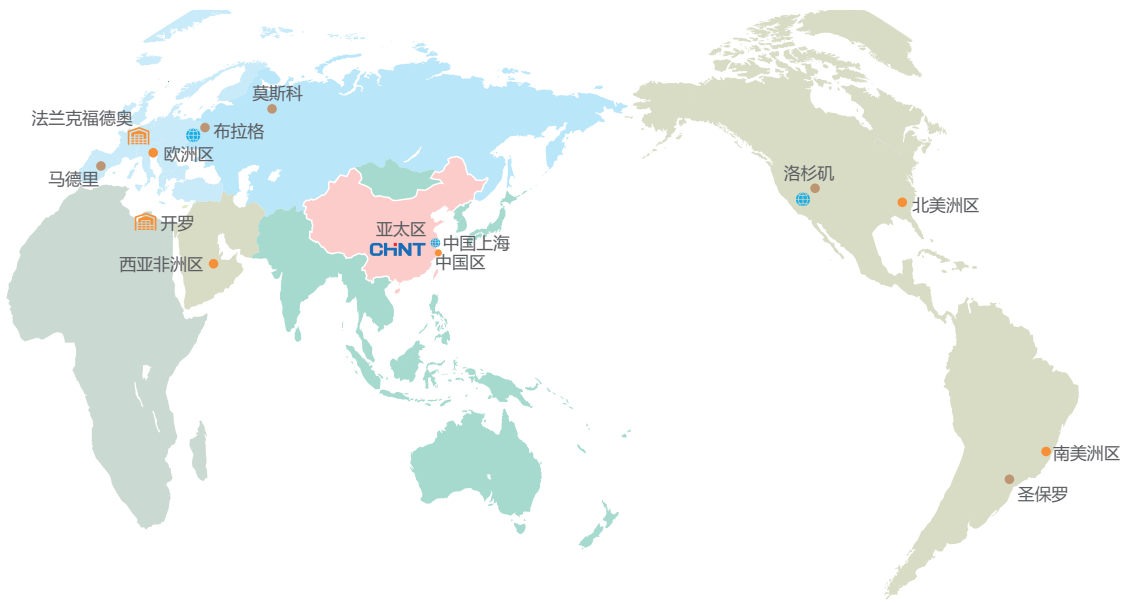 莫斯科
法兰克福德奥
布拉格
欧洲区
马德里
洛杉矶
北美洲区
开罗
亚太区
中国上海
CHNT
中国区
西亚非洲区
南美洲区
圣保罗